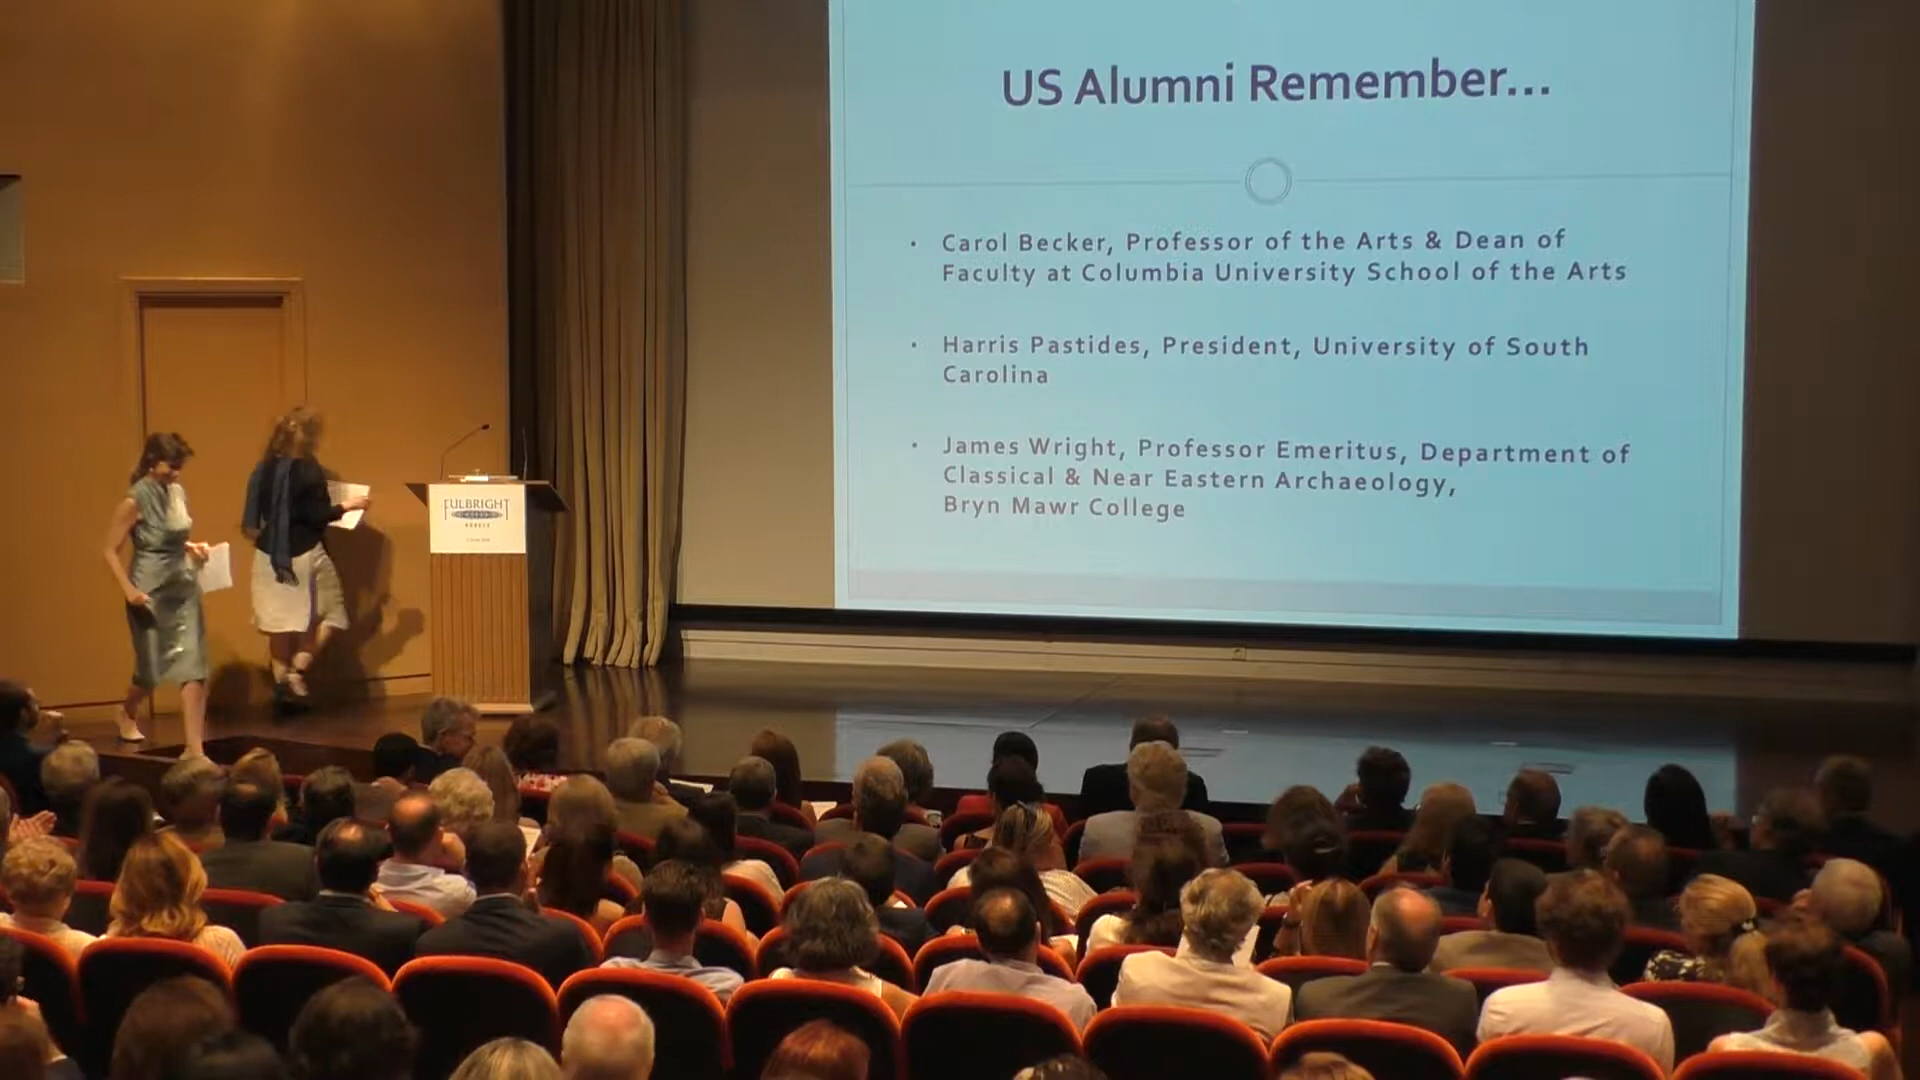 US Alumni Remember...
• Carol Becker, Professor of the Arts & Dean of
Faculty at Columbia University School of the Arts
• Harris Pastides, President, University of South
Carolina
• James Wright, Professor Emeritus, Department of
Classical & Near Eastern Archaeology,
Bryn Mawr College
FULBRIGHT